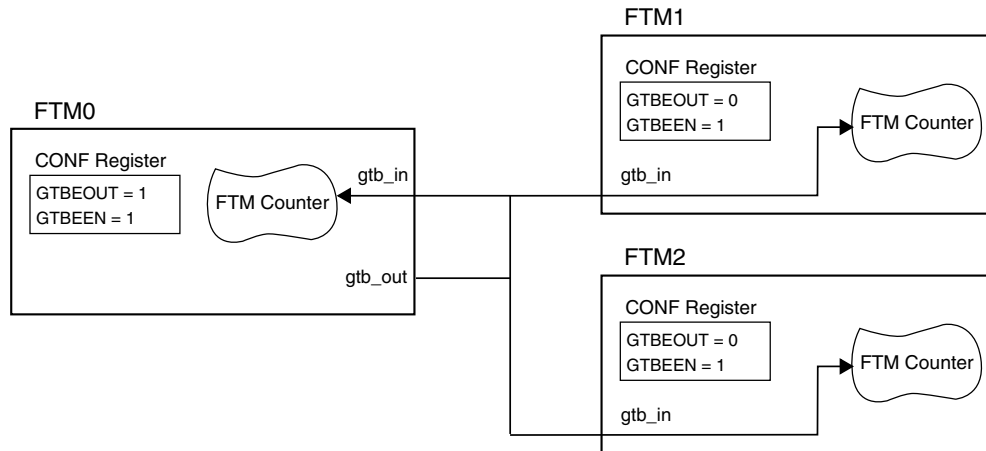 FTM0
CONF Register
GTBEOUT = 1
GTBEEN = 1
FTM Counter
gtb_in
gtb_out
FTM1
CONF Register
GTBEOUT = 0
GTBEEN = 1
FTM Counter
gtb_in
FTM2
CONF Register
GTBEOUT = 0
GTBEEN = 1
FTM Counter
gtb_in